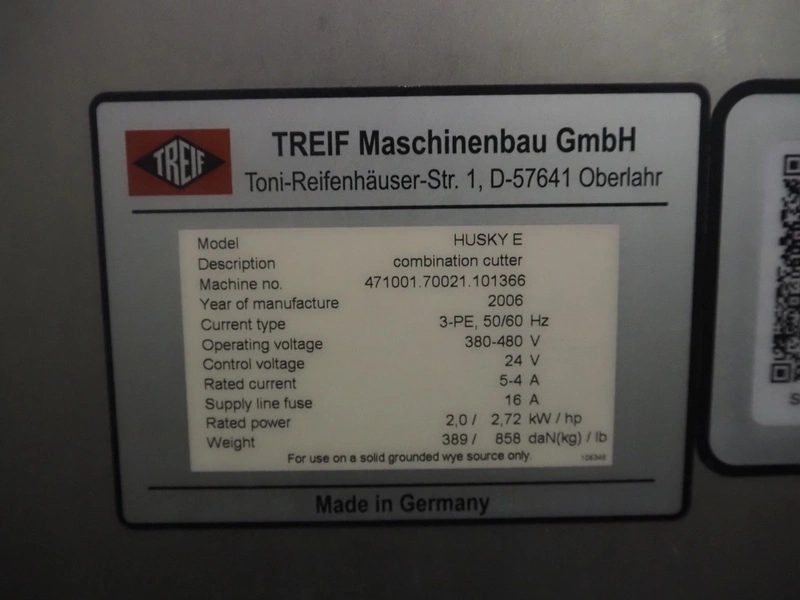 TREIF
TREIF Maschinenbau GmbH
Toni-Reifenhäuser-Str. 1, D-57641 Oberlahr
Model HUSKY E
Description combination cutter
Machine no. 471001.70021.101366
Year of manufacture 2006
Current type 3-PE, 50/60 Hz
Operating voltage 380-480 V
Control voltage 24 V
Rated current 5-4 A
Supply line fuse 16 A
Rated power 2,0 / 2,72 kW / hp
Weight 389 / 858 daN(kg) / lb
For use on a solid grounded wye source only.
Made in Germany